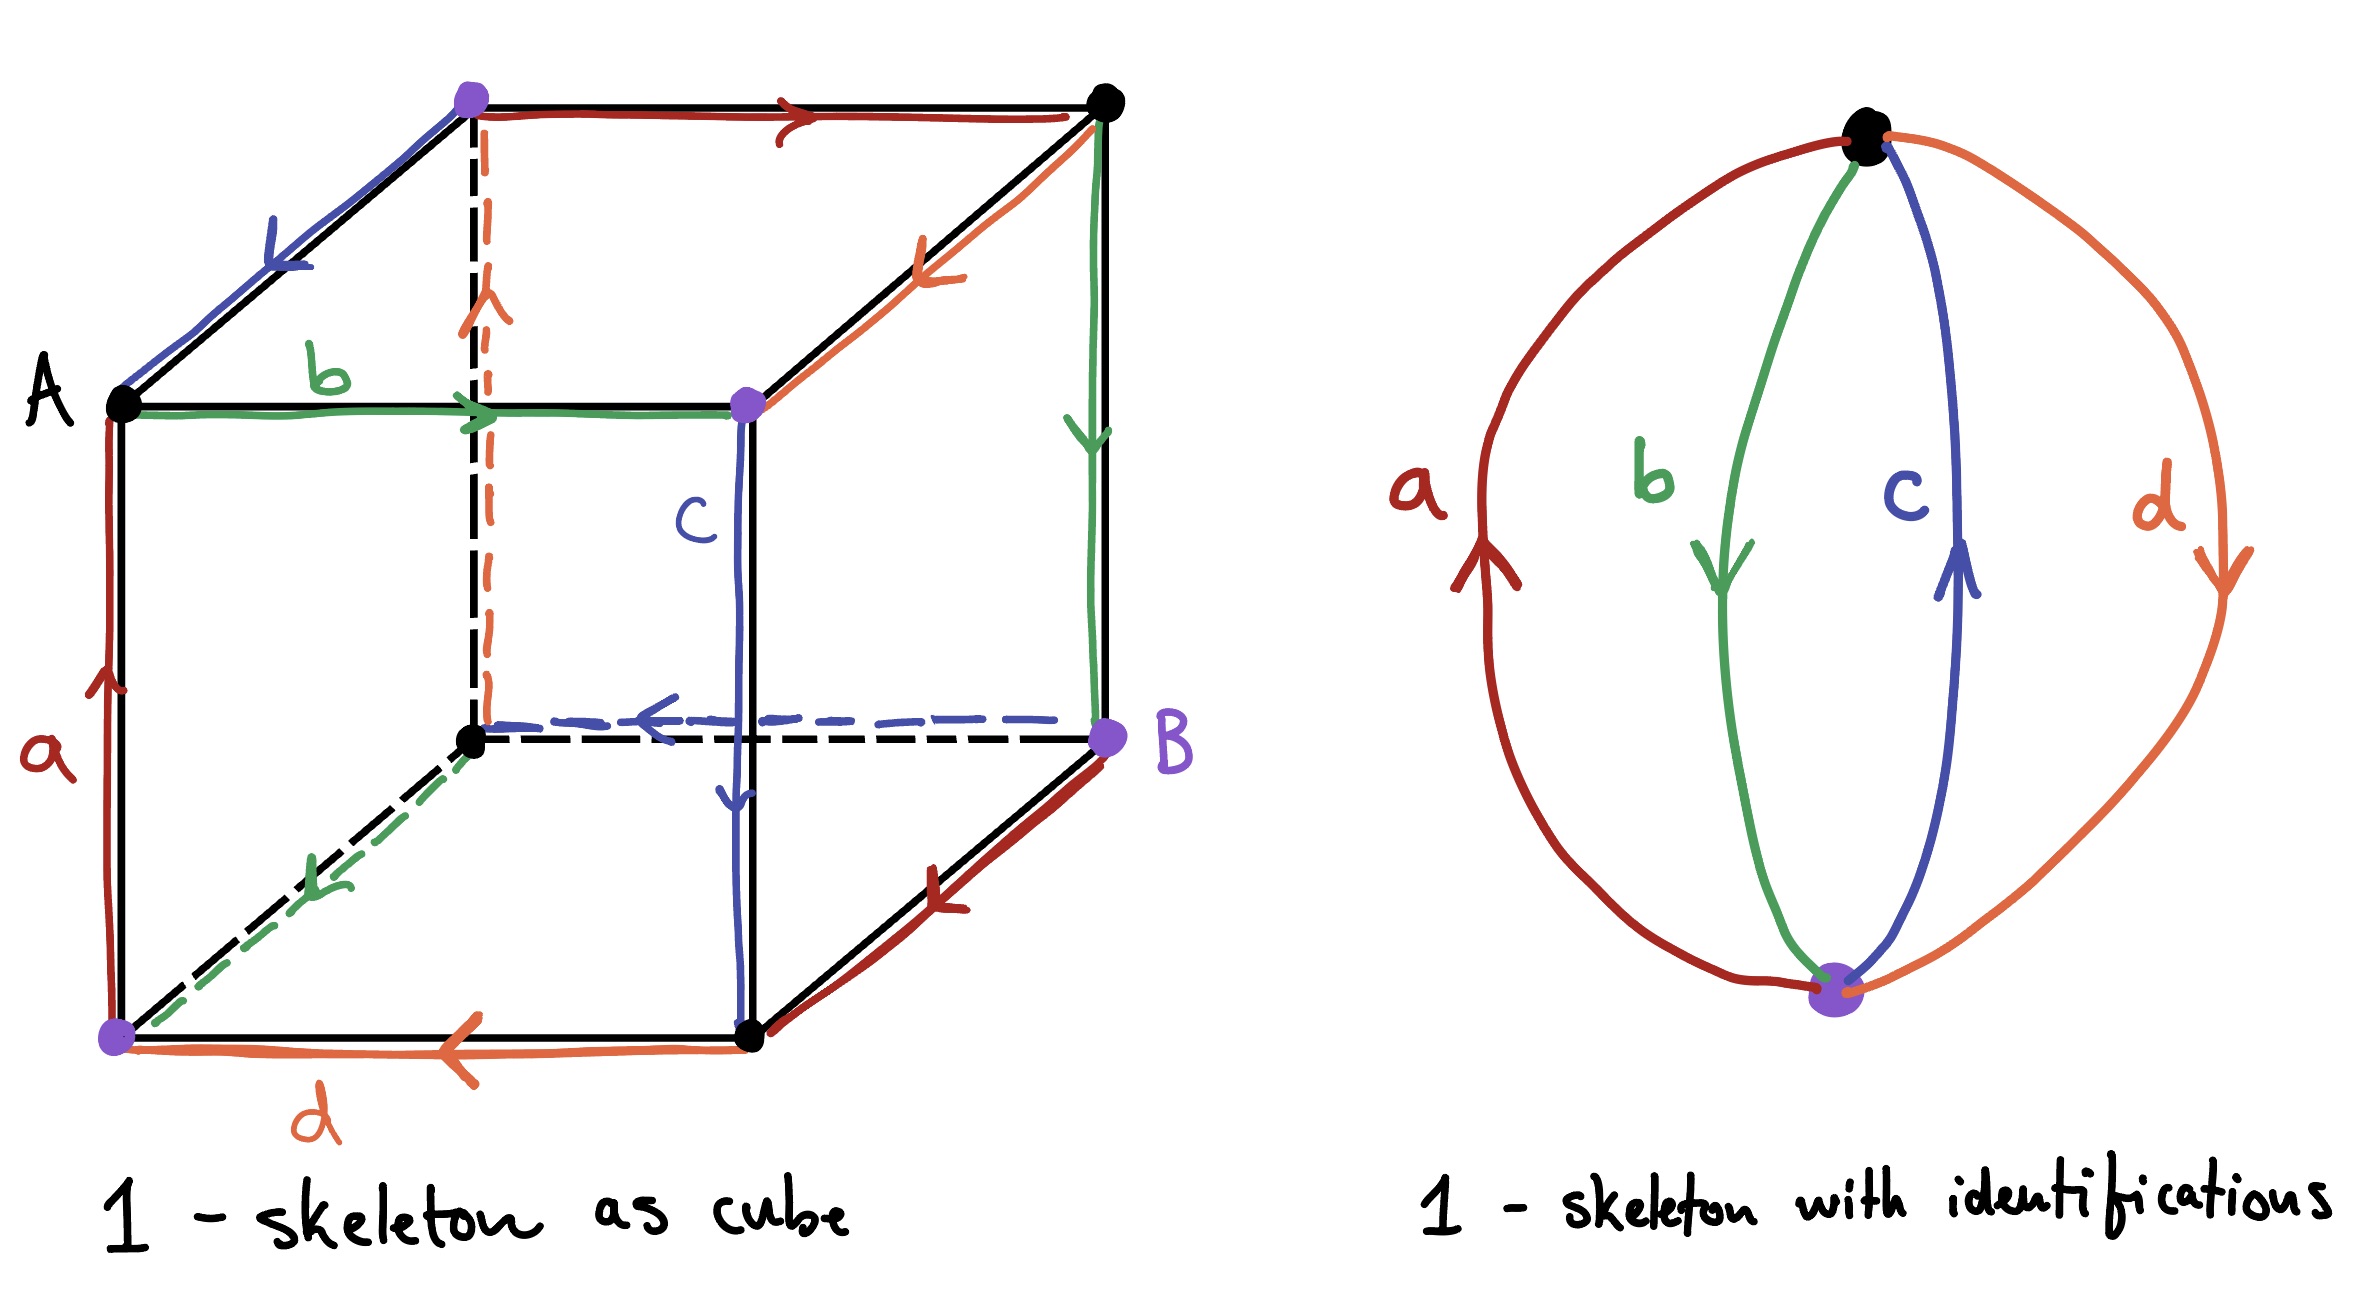 A
b
c
a
B
d
a
b
c
d
1 - skeleton as cube
1 - skeleton with identifications